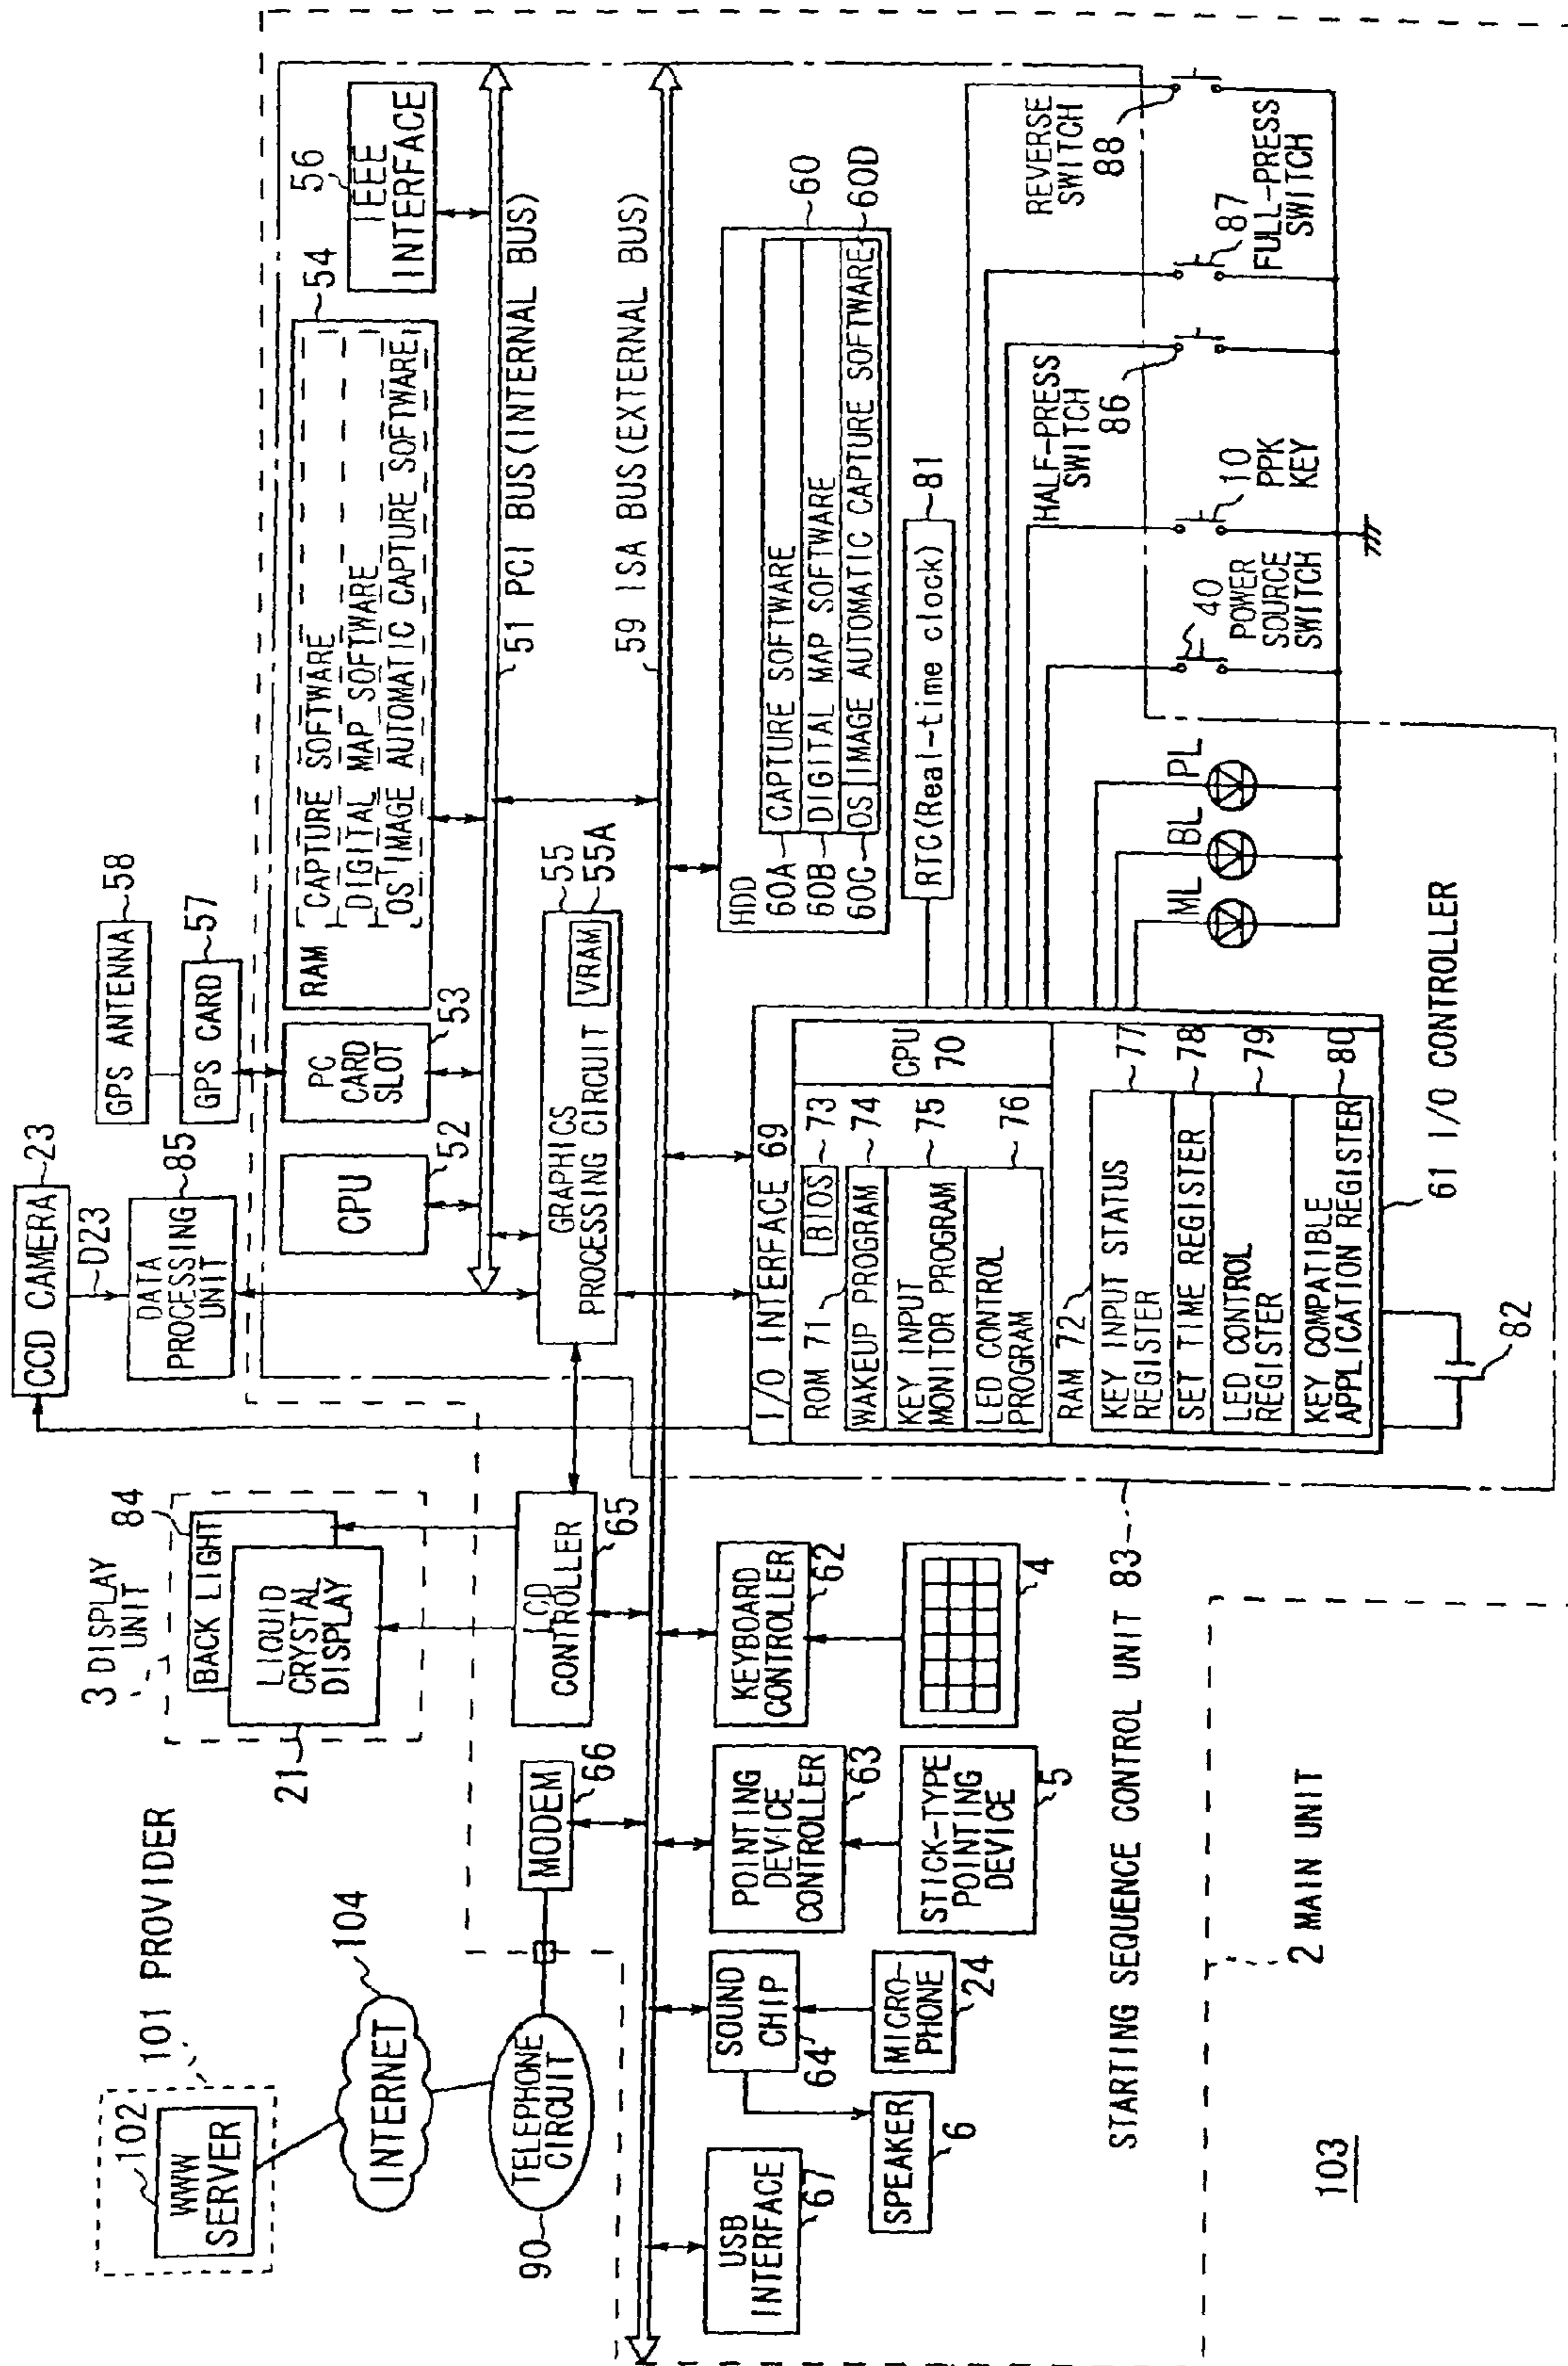 101 PROVIDER
102
WWW
SERVER
104
INTERNET
TELEPHONE
CIRCUIT
90
3 DISPLAY
UNIT
84
BACK LIGHT
LIQUID
CRYSTAL
DISPLAY
21
MODEM
66
LCD
CONTROLLER
65
CCD CAMERA
23
D23
DATA
PROCESSING
UNIT
85
GPS ANTENNA
58
GPS CARD
57
CPU
52
PC
CARD
SLOT
53
RAM
54
CAPTURE SOFTWARE
DIGITAL MAP SOFTWARE
OS
IMAGE AUTOMATIC CAPTURE SOFTWARE
56
IEEE
INTERFACE
51 PCI BUS(INTERNAL BUS)
GRAPHICS
PROCESSING CIRCUIT
55
VRAM
55A
59 ISA BUS(EXTERNAL BUS)
USB
INTERFACE
67
SOUND
CHIP
64
SPEAKER
6
MICRO-
PHONE
24
POINTING
DEVICE
CONTROLLER
63
STICK-TYPE
POINTING
DEVICE
5
KEYBOARD
CONTROLLER
62
4
I/O INTERFACE 69
ROM 71
BIOS
73
WAKEUP PROGRAM
74
KEY INPUT
MONITOR PROGRAM
75
LED CONTROL
PROGRAM
76
CPU
70
RAM 72
KEY INPUT STATUS
REGISTER
77
SET TIME REGISTER
78
LED CONTROL
REGISTER
79
KEY COMPATIBLE
APPLICATION REGISTER
80
61 I/O CONTROLLER
82
HDD
60
60A
CAPTURE SOFTWARE
60B
DIGITAL MAP SOFTWARE
60C
OS
IMAGE AUTOMATIC CAPTURE SOFTWARE
60D
RTC(Real-time clock)
81
ML
BL
PL
40
POWER
SOURCE
SWITCH
10
PPK
KEY
HALF-PRESS
SWITCH
86
87
FULL-PRESS
SWITCH
REVERSE
SWITCH
88
STARTING SEQUENCE CONTROL UNIT 83
2 MAIN UNIT
103